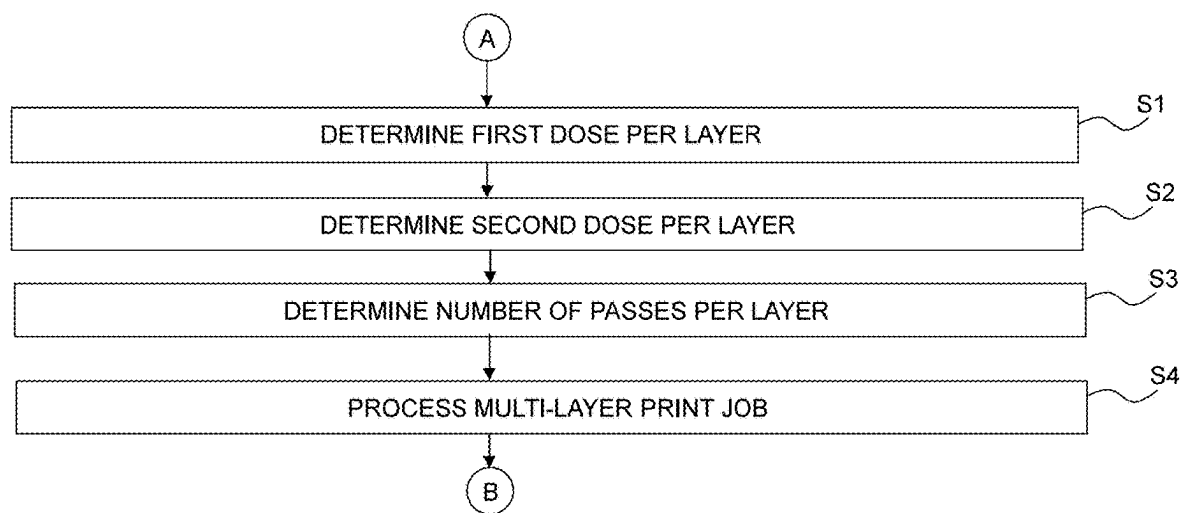 A
DETERMINE FIRST DOSE PER LAYER
S1
DETERMINE SECOND DOSE PER LAYER
S2
DETERMINE NUMBER OF PASSES PER LAYER
S3
PROCESS MULTI-LAYER PRINT JOB
S4
B